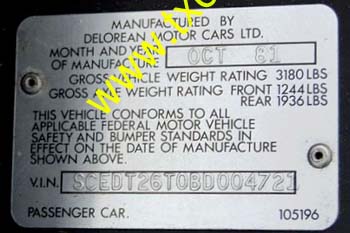 MANUFACTURED BY
DELOREAN MOTOR CARS LTD.
MONTH AND YEAR
OF MANUFACTURE OCT 81
GROSS VEHICLE WEIGHT RATING 3180 LBS
GROSS AXLE WEIGHT RATING FRONT 1244 LBS
REAR 1936 LBS
THIS VEHICLE CONFORMS TO ALL
APPLICABLE FEDERAL MOTOR VEHICLE
SAFETY AND BUMPER STANDARDS IN
EFFECT ON THE DATE OF MANUFACTURE
SHOWN ABOVE.
V.I.N. SCEDT26T0BD004721
PASSENGER CAR. 105196